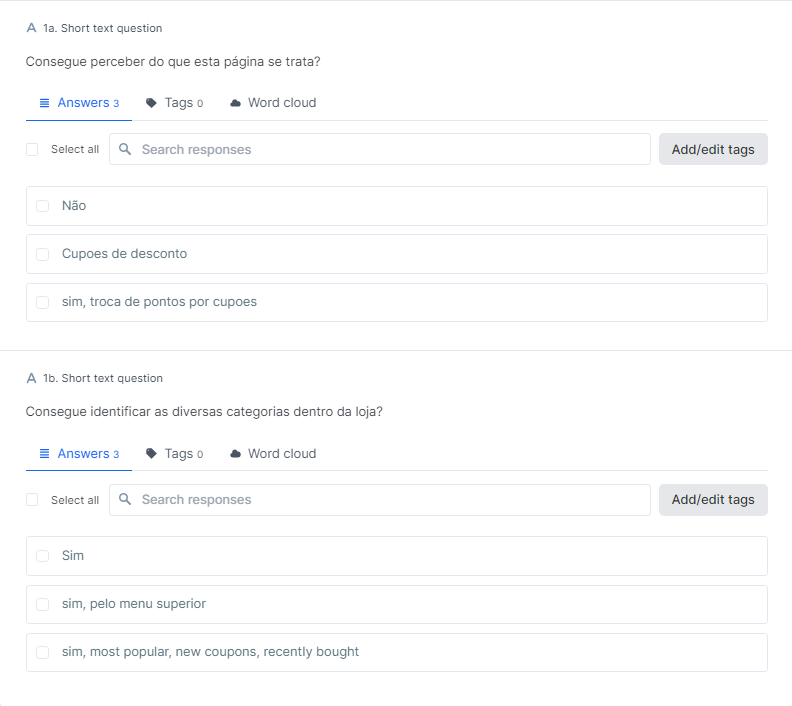 A 1a. Short text question
Consegue perceber do que esta página se trata?
Answers 3 Tags 0 Word cloud
Select all Search responses Add/edit tags
Não
Cupoes de desconto
sim, troca de pontos por cupoes
A 1b. Short text question
Consegue identificar as diversas categorias dentro da loja?
Answers 3 Tags 0 Word cloud
Select all Search responses Add/edit tags
Sim
sim, pelo menu superior
sim, most popular, new coupons, recently bought